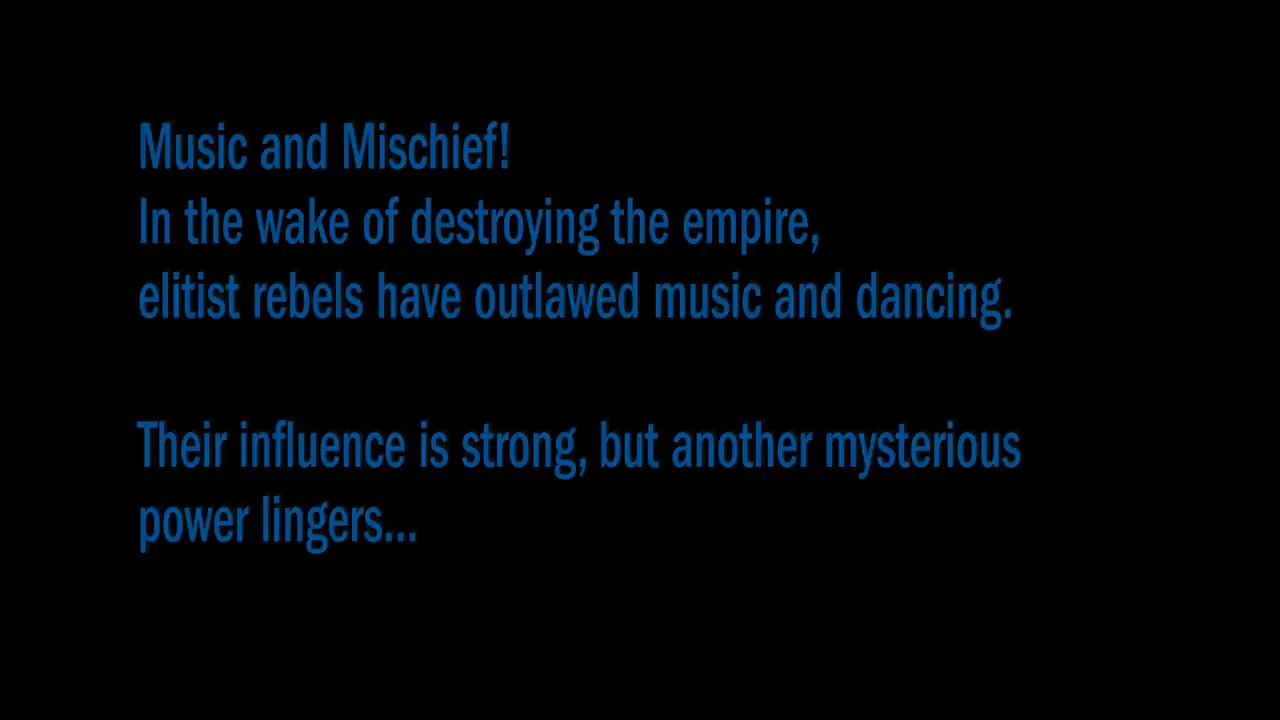 Music and Mischief!
In the wake of destroying the empire,
elitist rebels have outlawed music and dancing.
Their influence is strong, but another mysterious
power lingers...